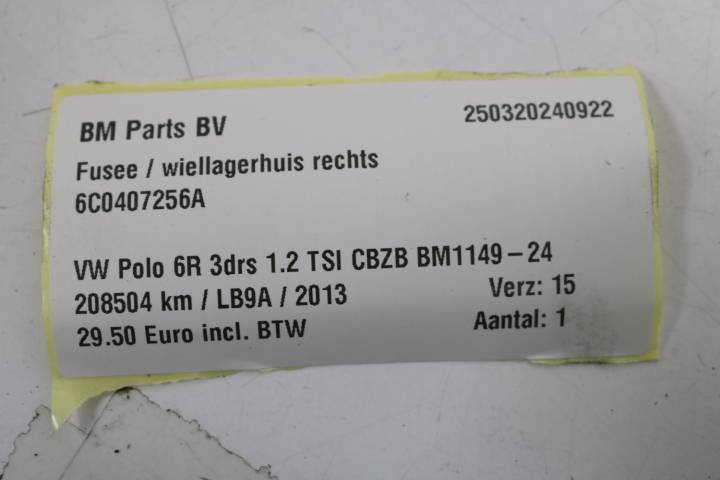 BM Parts BV 250320240922
Fusee / wiellagerhuis rechts
6C0407256A
VW Polo 6R 3drs 1.2 TSI CBZB BM1149-24
208504 km / LB9A / 2013 Verz: 15
29.50 Euro incl. BTW Aantal: 1